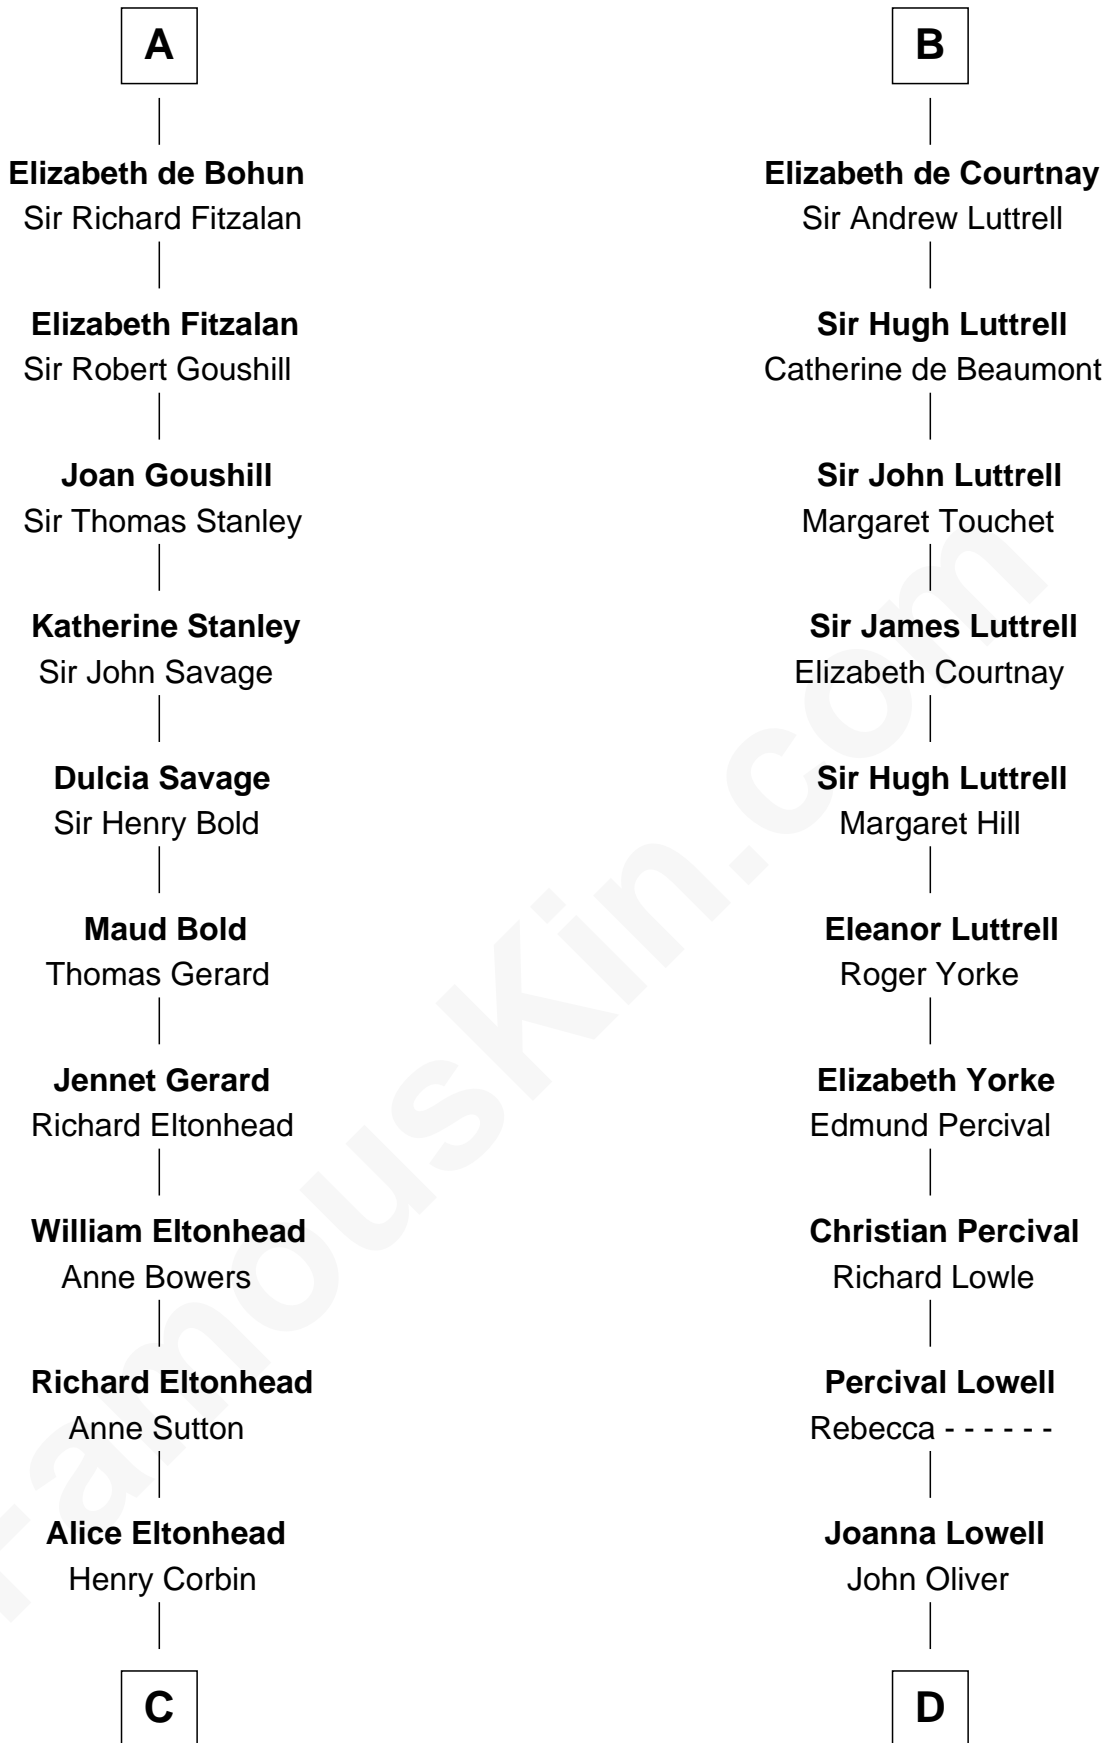 A
Elizabeth de Bohun
Sir Richard Fitzalan
Elizabeth Fitzalan
Sir Robert Goushill
Joan Goushill
Sir Thomas Stanley
Katherine Stanley
Sir John Savage
Dulcia Savage
Sir Henry Bold
Maud Bold
Thomas Gerard
Jennet Gerard
Richard Eltonhead
William Eltonhead
Anne Bowers
Richard Eltonhead
Anne Sutton
Alice Eltonhead
Henry Corbin
C
B
Elizabeth de Courtnay
Sir Andrew Luttrell
Sir Hugh Luttrell
Catherine de Beaumont
Sir John Luttrell
Margaret Touchet
Sir James Luttrell
Elizabeth Courtnay
Sir Hugh Luttrell
Margaret Hill
Eleanor Luttrell
Roger Yorke
Elizabeth Yorke
Edmund Percival
Christian Percival
Richard Lowle
Percival Lowell
Rebecca - - - - - -
Joanna Lowell
John Oliver
D
FamousKin.com